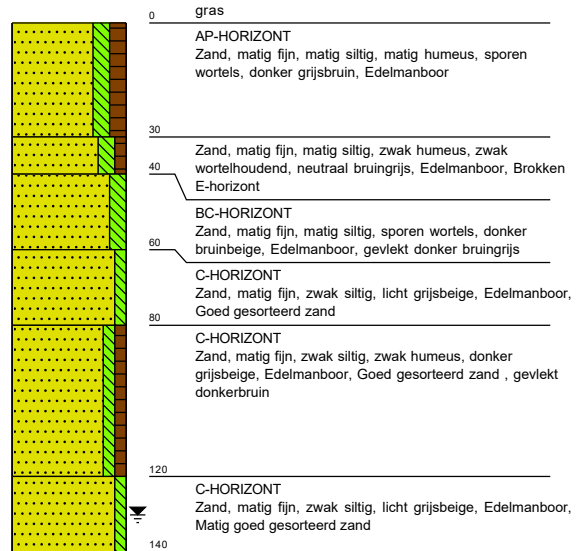 0
gras
AP-HORIZONT
Zand, matig fijn, matig siltig, matig humeus, sporen
wortels, donker grijsbruin, Edelmanboor
30
Zand, matig fijn, matig siltig, zwak humeus, zwak
wortelhoudend, neutraal bruingrijs, Edelmanboor, Brokken
E-horizont
40
BC-HORIZONT
Zand, matig fijn, matig siltig, sporen wortels, donker
bruinbeige, Edelmanboor, gevlekt donker bruingrijs
60
C-HORIZONT
Zand, matig fijn, zwak siltig, licht grijsbeige, Edelmanboor,
Goed gesorteerd zand
80
C-HORIZONT
Zand, matig fijn, zwak siltig, zwak humeus, donker
grijsbeige, Edelmanboor, Goed gesorteerd zand , gevlekt
donkerbruin
120
C-HORIZONT
Zand, matig fijn, zwak siltig, licht grijsbeige, Edelmanboor,
Matig goed gesorteerd zand
140